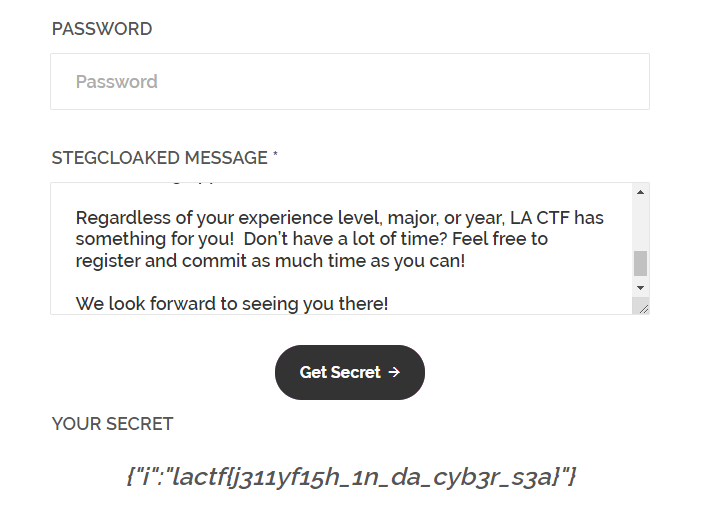 PASSWORD
Password
STEGCLOAKED MESSAGE *
Regardless of your experience level, major, or year, LA CTF has
something for you!  Don’t have a lot of time? Feel free to
register and commit as much time as you can!
We look forward to seeing you there!
Get Secret →
YOUR SECRET
{"i":"lactf{j311yf15h_1n_da_cyb3r_s3a}"}